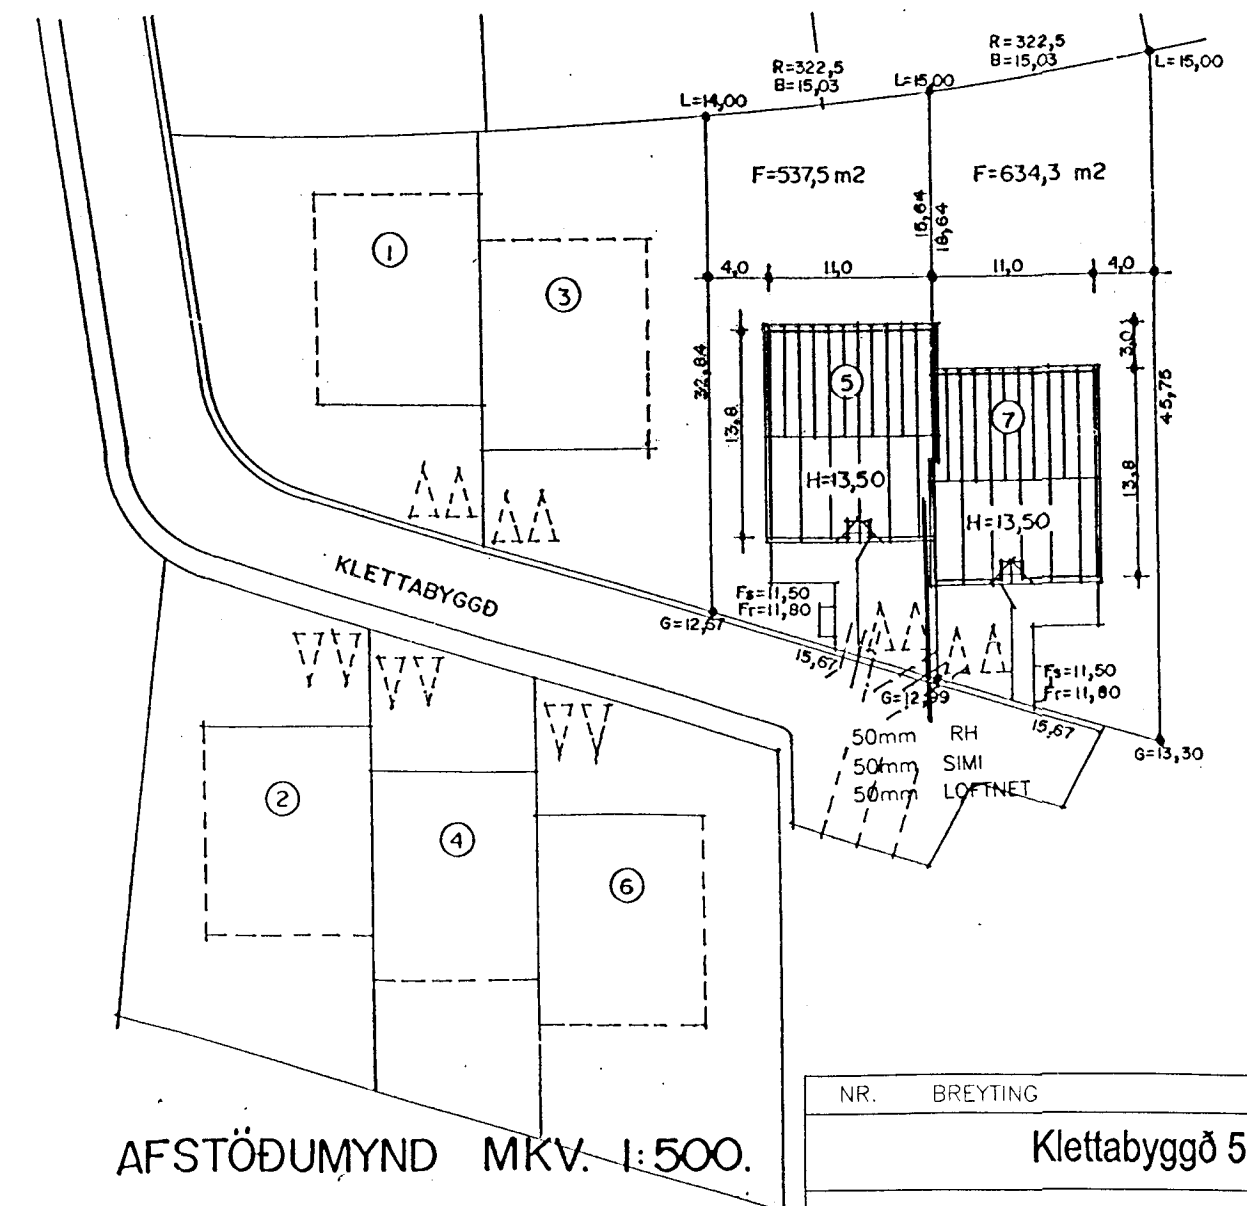 R=322,5
B=15,03
L=15,00
R=322,5
B=15,03
L=15,00
L=14,00
F=537,5 m2
F=634,3 m2
18,64
4,0
11,0
11,0
4,0
1
3
3,0
32,84
13,8
5
7
45,75
13,8
H=13,50
H=13,50
KLETTABYGGÐ
Fs=11,50
Fr=11,80
G=12,57
15,67
Fs=11,50
Fr=11,80
G=12,99
15,67
G=13,30
50mm RH
50mm SIMI
50mm LOFTNET
2
4
6
NR. BREYTING
Klettabyggð 5
AFSTÖÐUMYND MKV. 1:500.